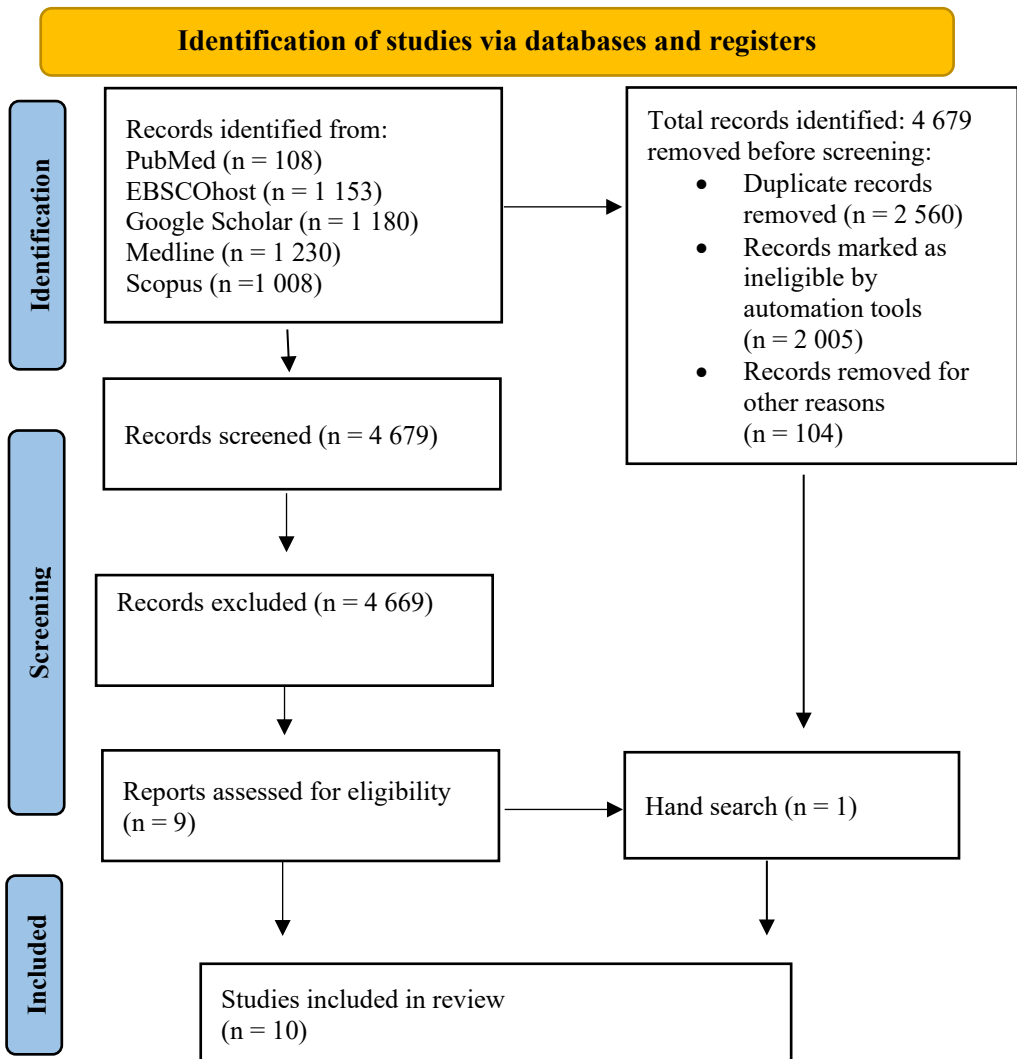 Identification of studies via databases and registers
Identification
Records identified from:
PubMed (n = 108)
EBSCOhost (n = 1 153)
Google Scholar (n = 1 180)
Medline (n = 1 230)
Scopus (n =1 008)
Total records identified: 4 679
removed before screening:
• Duplicate records
removed (n = 2 560)
• Records marked as
ineligible by
automation tools
(n = 2 005)
• Records removed for
other reasons
(n = 104)
Screening
Records screened (n = 4 679)
Records excluded (n = 4 669)
Reports assessed for eligibility
(n = 9)
Hand search (n = 1)
Included
Studies included in review
(n = 10)